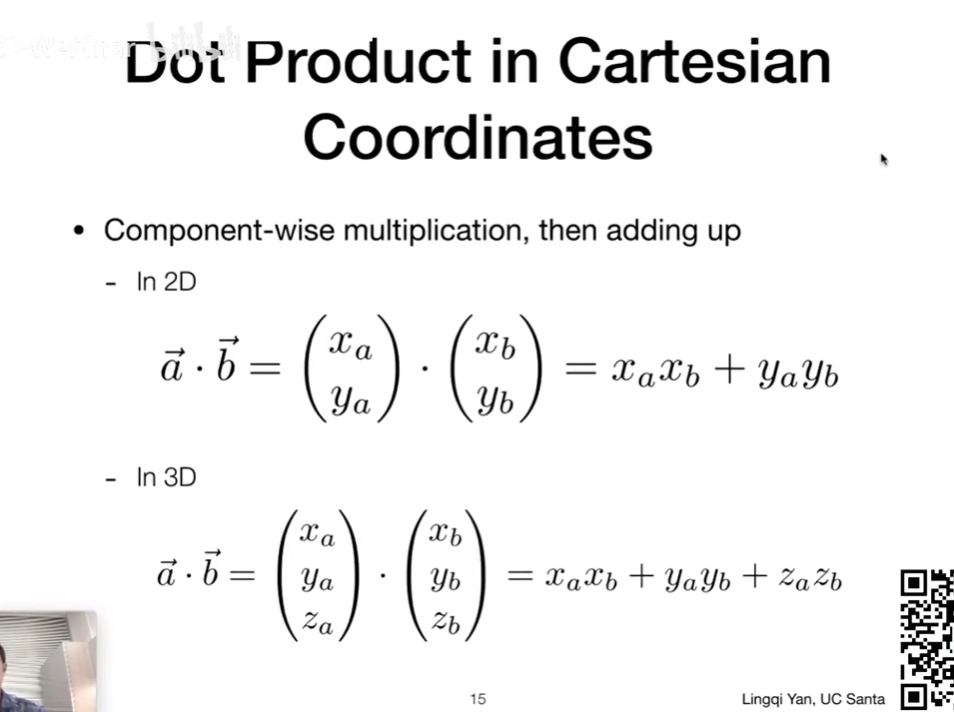 Dot Product in Cartesian
Coordinates
• Component-wise multiplication, then adding up
- In 2D
$\vec{a} \cdot \vec{b} = \begin{pmatrix} x_a \\ y_a \end{pmatrix} \cdot \begin{pmatrix} x_b \\ y_b \end{pmatrix} = x_a x_b + y_a y_b$
- In 3D
$\vec{a} \cdot \vec{b} = \begin{pmatrix} x_a \\ y_a \\ z_a \end{pmatrix} \cdot \begin{pmatrix} x_b \\ y_b \\ z_b \end{pmatrix} = x_a x_b + y_a y_b + z_a z_b$
15
Lingqi Yan, UC Santa